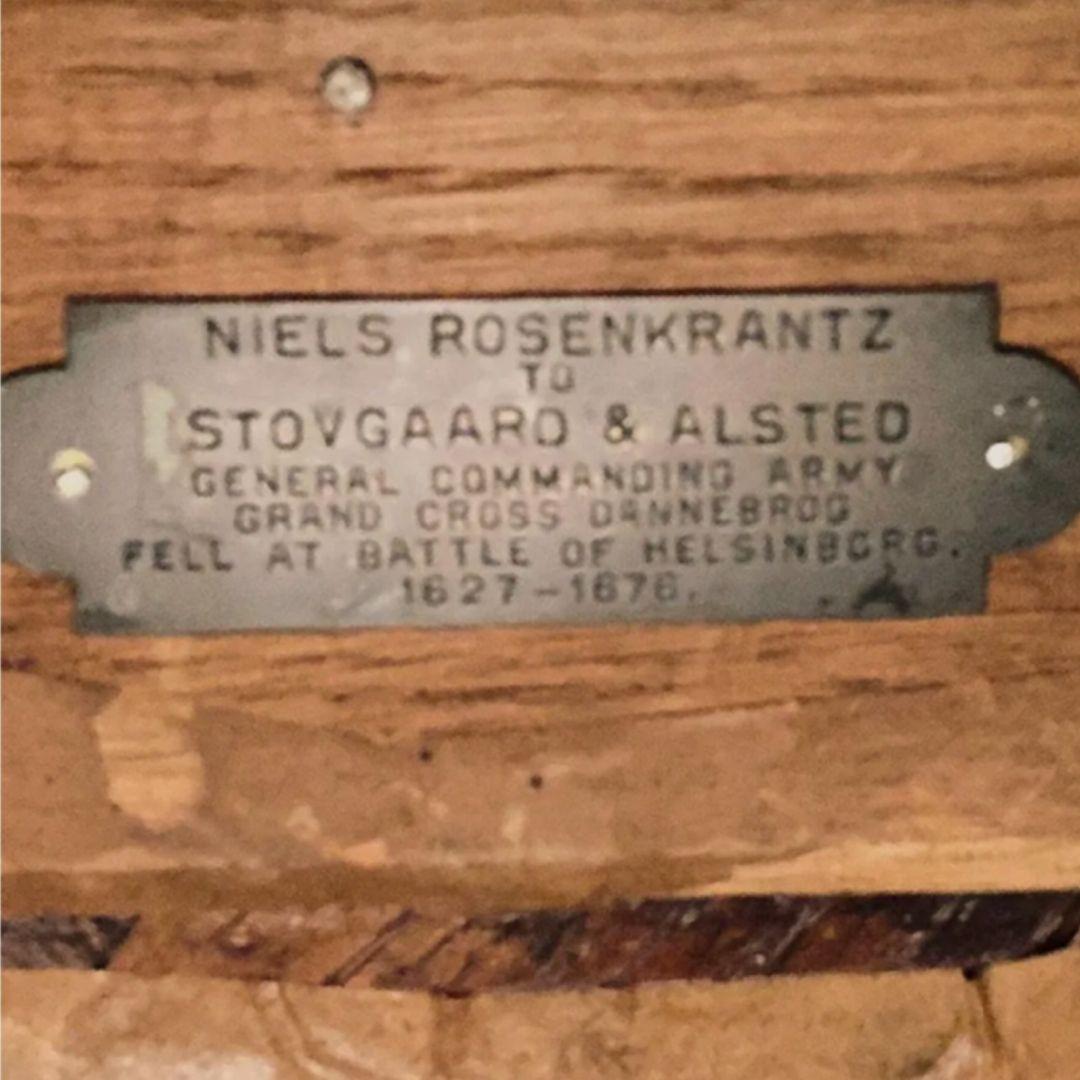 NIELS ROSENKRANTZ
TO
STOVGAARD & ALSTED
GENERAL COMMANDING ARMY
GRAND CROSS DANNEBROG
FELL AT BATTLE OF HELSINBORG.
1627-1676.